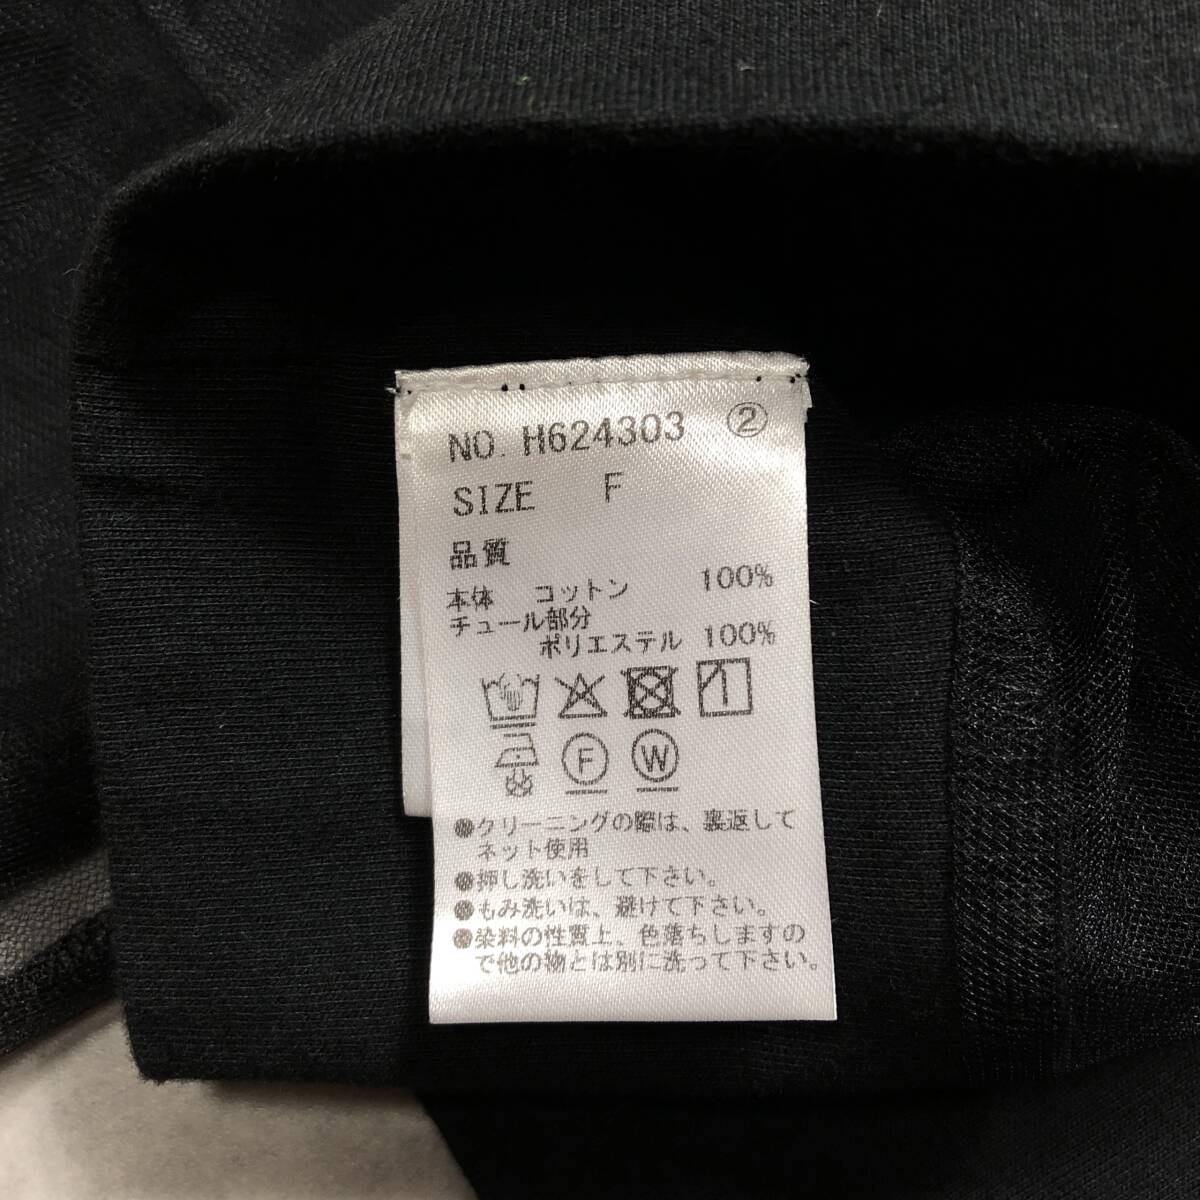 NO. H624303 ②
SIZE F
品質
本体 コットン 100%
チュール部分
ポリエステル 100%
F W
●クリーニングの際は、裏返して
ネット使用
●押し洗いをして下さい。
●もみ洗いは、避けて下さい。
●染料の性質上、色落ちしますの
で他の物とは別に洗って下さい。